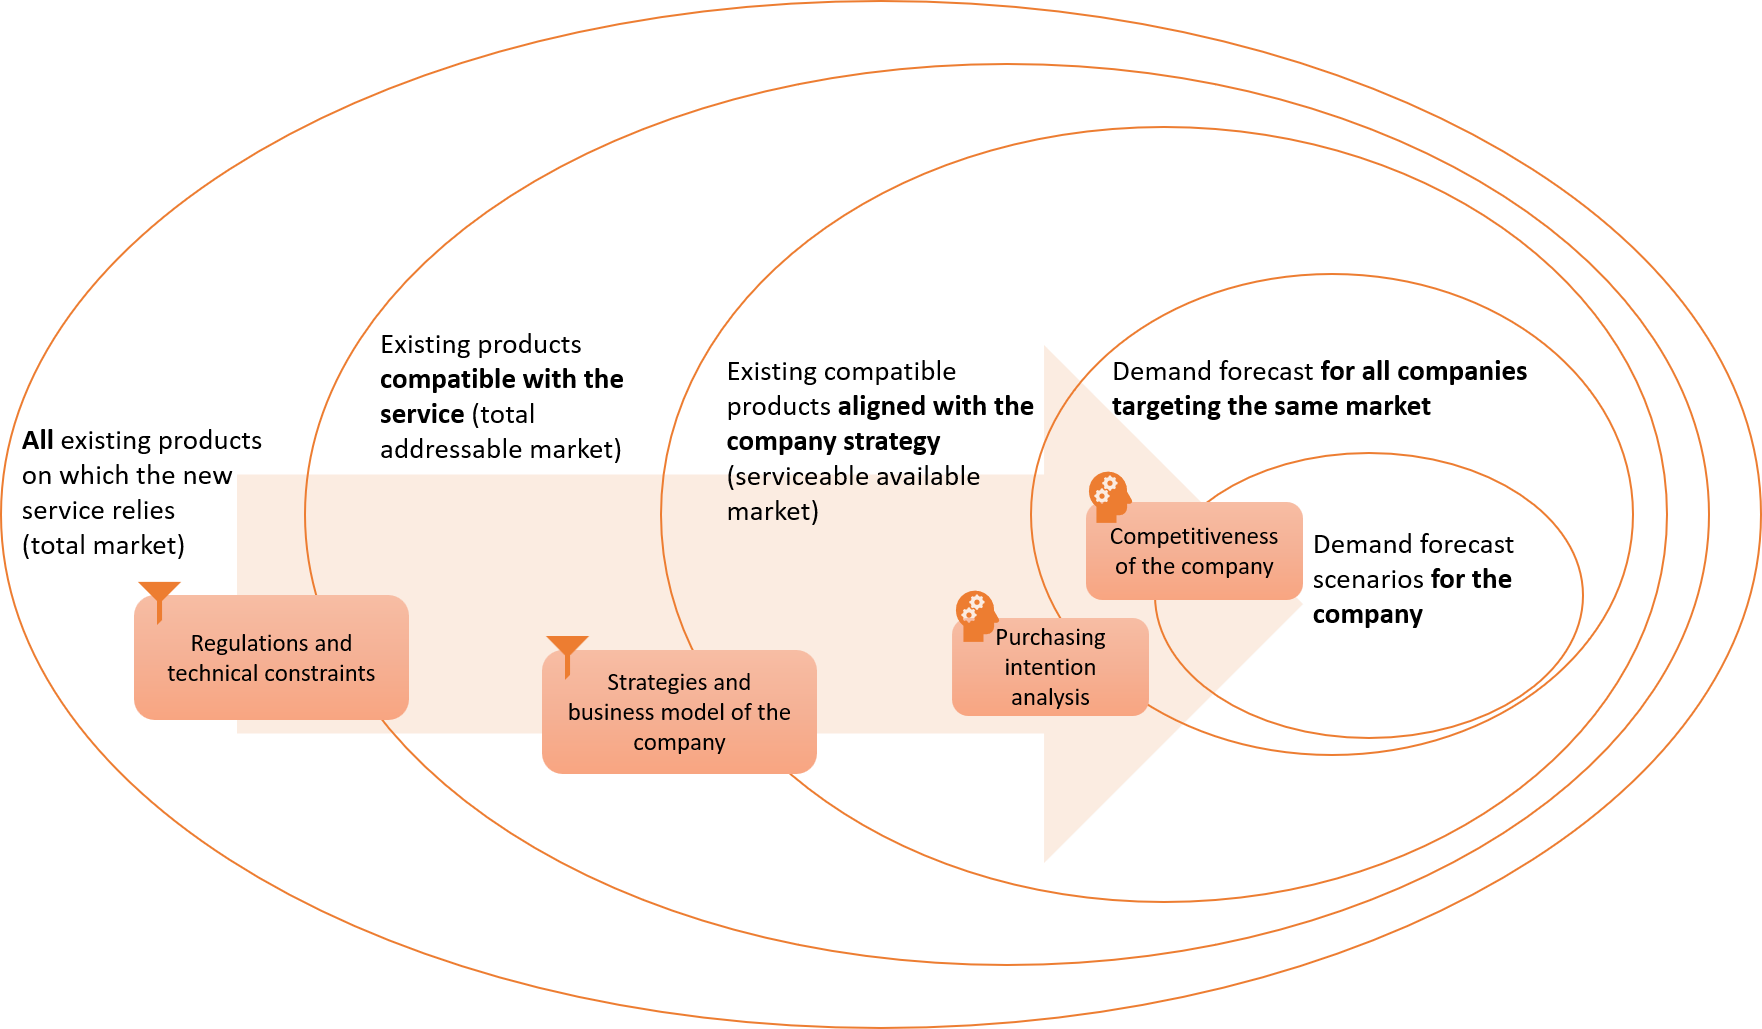 All existing products
on which the new
service relies
(total market)
Regulations and
technical constraints
Existing products
compatible with the
service (total
addressable market)
Strategies and
business model of the
company
Existing compatible
products aligned with the
company strategy
(serviceable available
market)
Purchasing
intention
analysis
Demand forecast for all companies
targeting the same market
Competitiveness
of the company
Demand forecast
scenarios for the
company